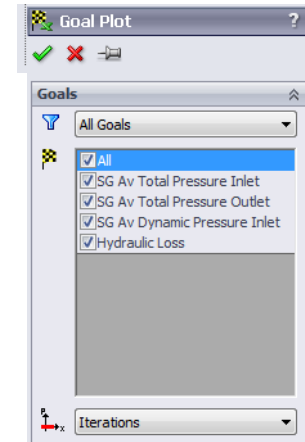 Goal Plot ?
Goals
All Goals
All
SG Av Total Pressure Inlet
SG Av Total Pressure Outlet
SG Av Dynamic Pressure Inlet
Hydraulic Loss
Iterations